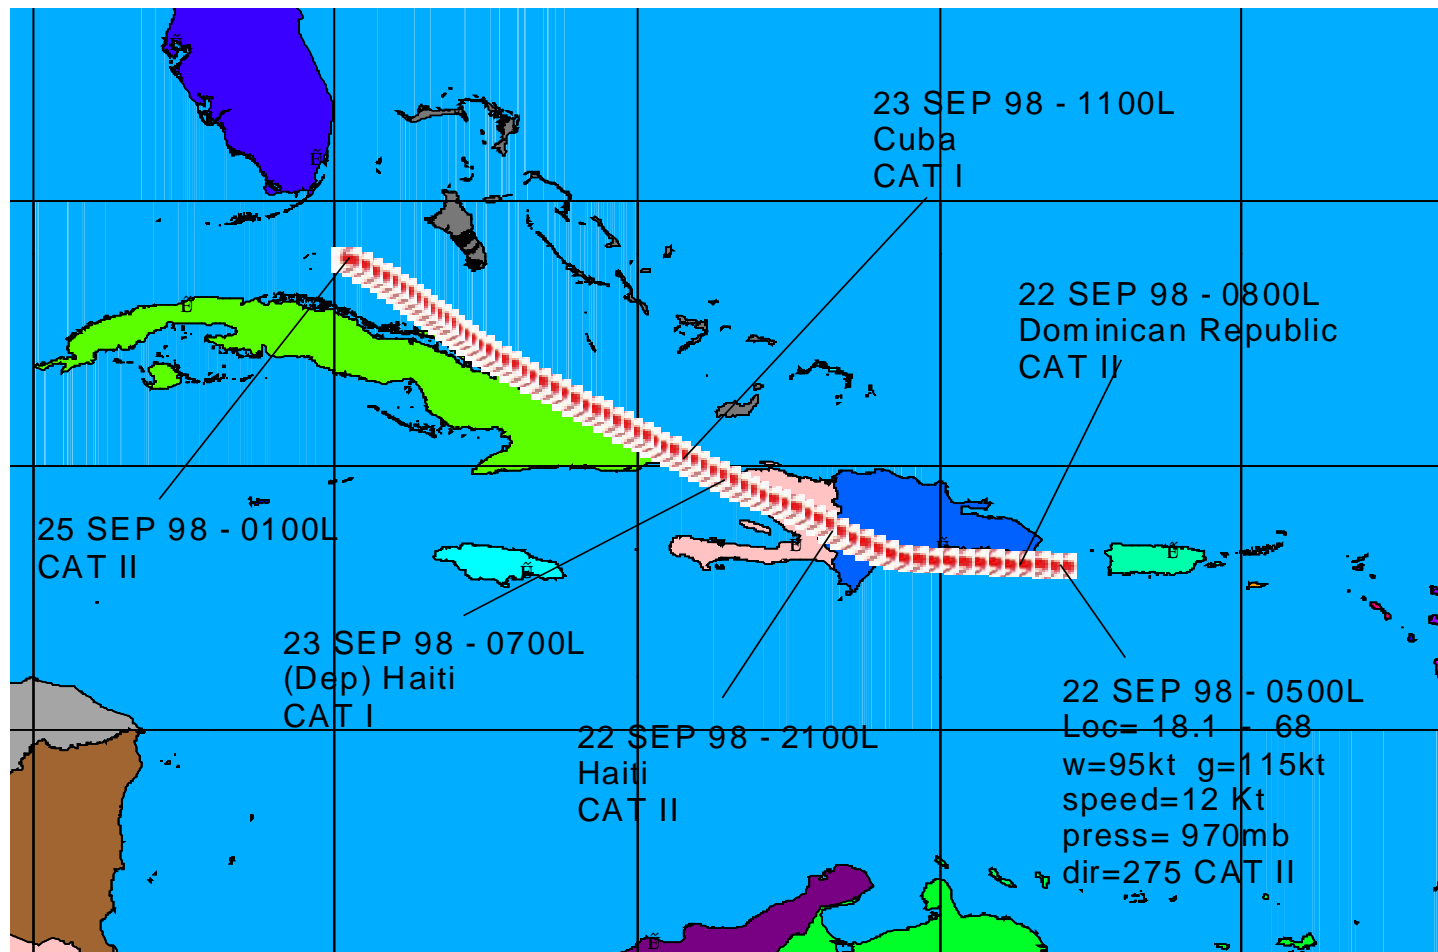 23 SEP 98 - 1100L
Cuba
CAT I
22 SEP 98 - 0800L
Dominican Republic
CAT II
25 SEP 98 - 0100L
CAT II
23 SEP 98 - 0700L
(Dep) Haiti
CAT I
22 SEP 98 - 2100L
Haiti
CAT II
22 SEP 98 - 0500L
Loc= 18.1 - 68
w=95kt g=115kt
speed=12 Kt
press= 970mb
dir=275 CAT II